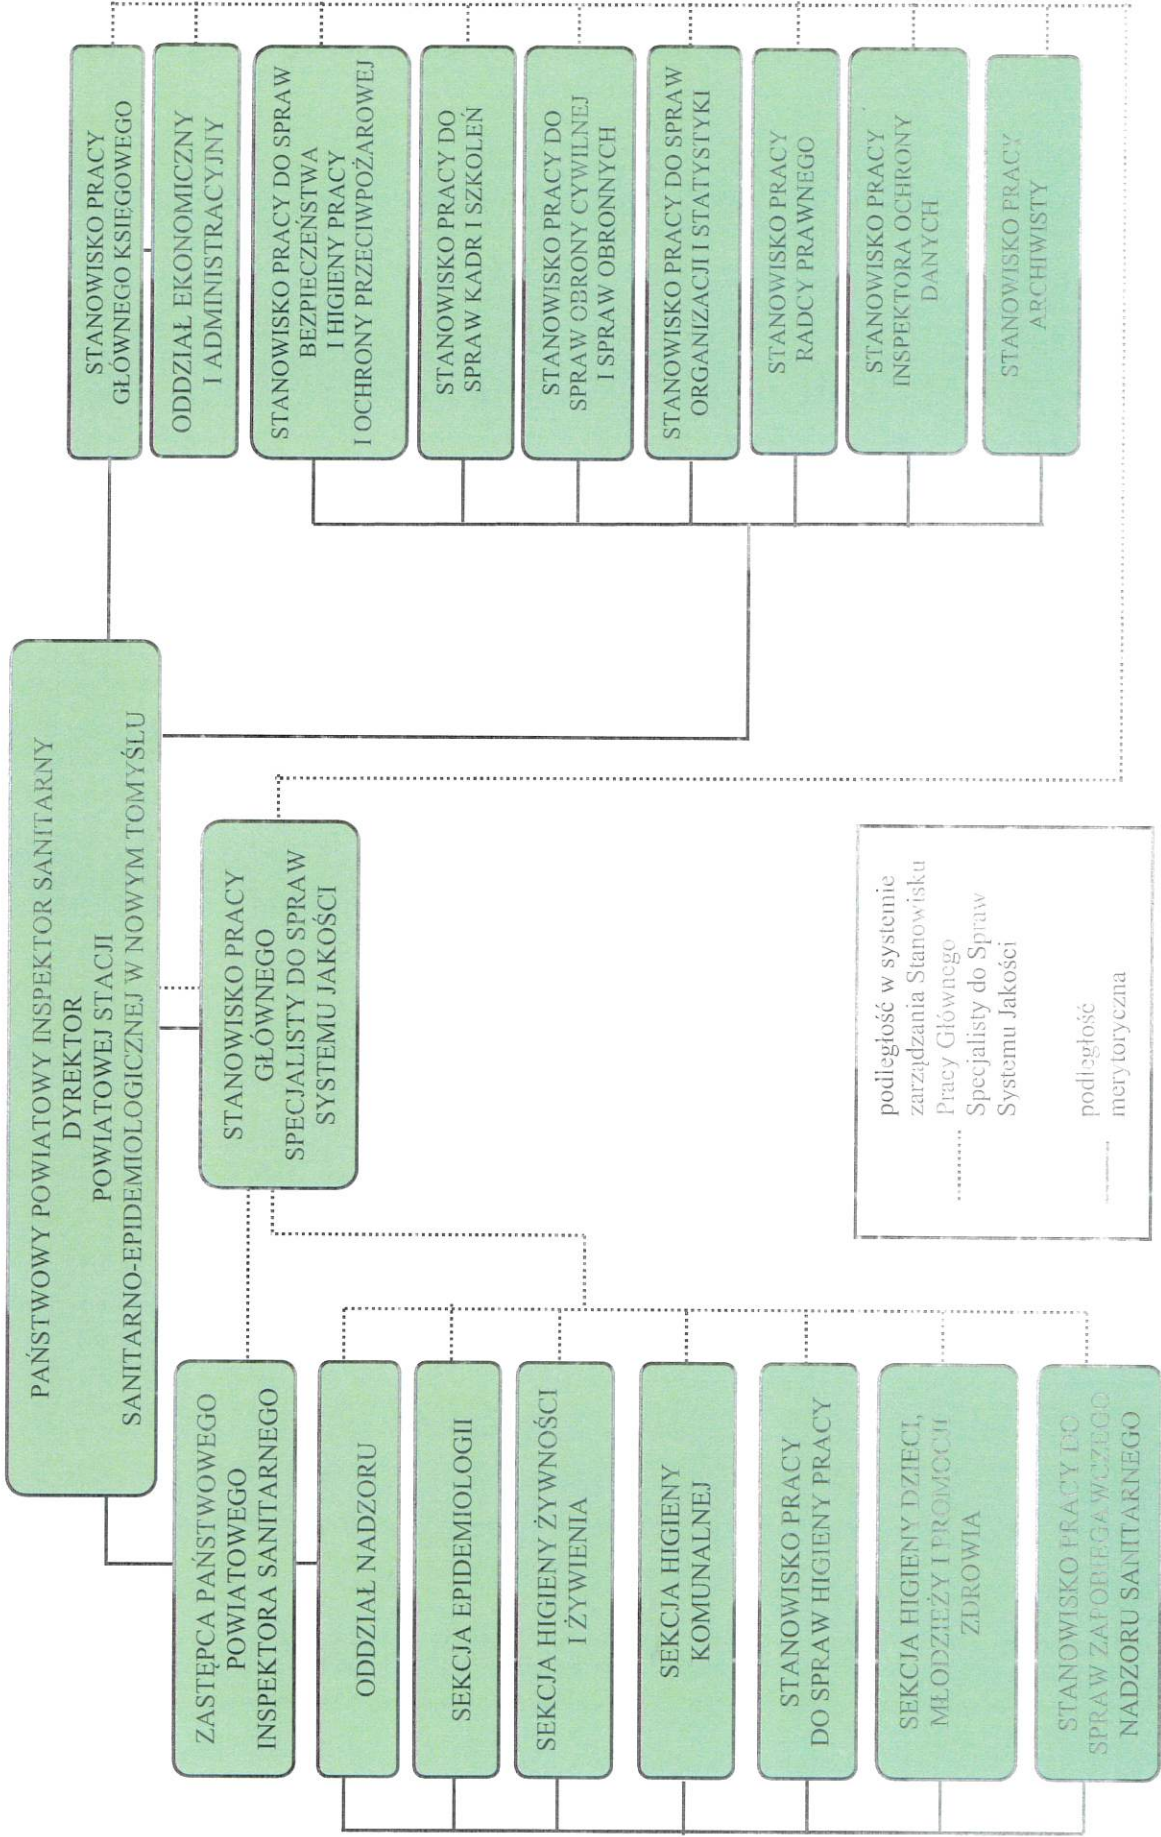 PAŃSTWOWY POWIATOWY INSPEKTOR SANITARNY
DYREKTOR
POWIATOWEJ STACJI
SANITARNO-EPIDEMIOLOGICZNEJ W NOWYM TOMYŚLU
ZASTĘPCA PAŃSTWOWEGO
POWIATOWEGO
INSPEKTORA SANITARNEGO
ODDZIAŁ NADZORU
SEKCJA EPIDEMIOLOGII
SEKCJA HIGIENY ŻYWNOŚCI
I ŻYWIENIA
SEKCJA HIGIENY
KOMUNALNEJ
STANOWISKO PRACY
DO SPRAW HIGIENY PRACY
SEKCJA HIGIENY DZIECI,
MŁODZIEŻY I PROMOCJI
ZDROWIA
STANOWISKO PRACY DO
SPRAW ZAPOBIEGAWCZEGO
NADZORU SANITARNEGO
STANOWISKO PRACY
GŁÓWNEGO
SPECJALISTY DO SPRAW
SYSTEMU JAKOŚCI
podległość w systemie
zarządzania Stanowisku
Pracy Głównego
Specjalisty do Spraw
Systemu Jakości
podległość
merytoryczna
STANOWISKO PRACY
GŁÓWNEGO KSIĘGOWEGO
ODDZIAŁ EKONOMICZNY
I ADMINISTRACYJNY
STANOWISKO PRACY DO SPRAW
BEZPIECZEŃSTWA
I HIGIENY PRACY
I OCHRONY PRZECIWPOŻAROWEJ
STANOWISKO PRACY DO
SPRAW KADR I SZKOLEŃ
STANOWISKO PRACY DO
SPRAW OBRONY CYWILNEJ
I SPRAW OBRONNYCH
STANOWISKO PRACY DO SPRAW
ORGANIZACJI I STATYSTYKI
STANOWISKO PRACY
RADCY PRAWNEGO
STANOWISKO PRACY
INSPEKTORA OCHRONY
DANYCH
STANOWISKO PRACY
ARCHIWISTY